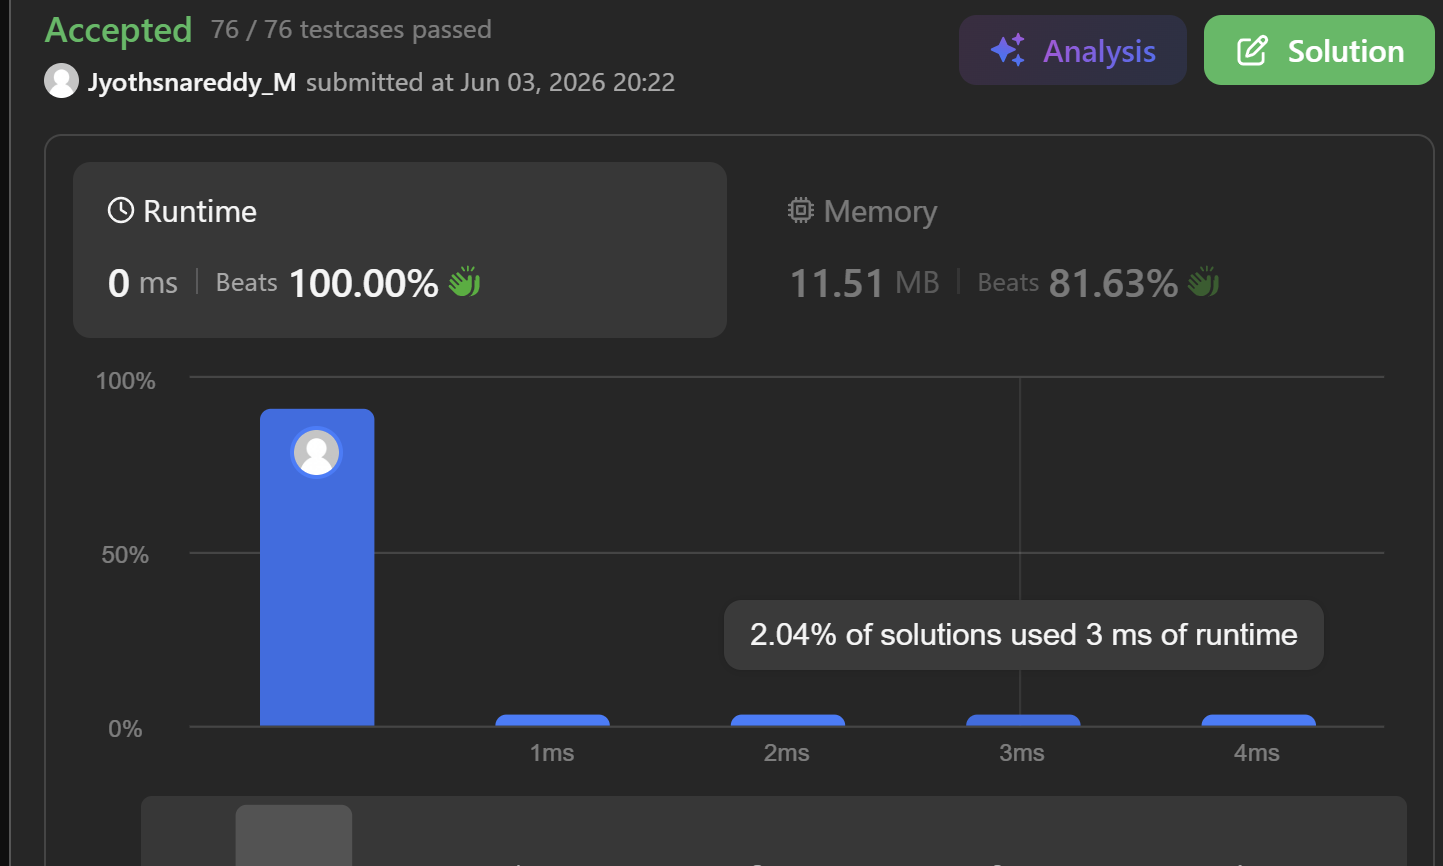 Accepted 76 / 76 testcases passed
Analysis
Solution
Jyothsnareddy_M submitted at Jun 03, 2026 20:22
Runtime
0 ms | Beats 100.00%
Memory
11.51 MB | Beats 81.63%
100%
50%
0%
2.04% of solutions used 3 ms of runtime
1ms 2ms 3ms 4ms